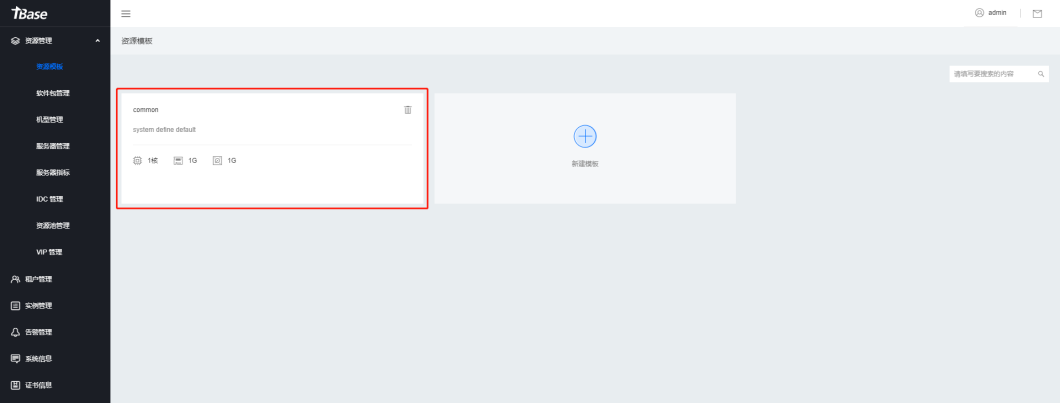 TBase
admin
资源管理
资源模板
资源模板
软件包管理
机型管理
服务器管理
服务器指标
IDC 管理
资源池管理
VIP 管理
租户管理
实例管理
告警管理
系统信息
证书信息
请填写要搜索的内容
common
system define default
1核 1G 1G
新建模板